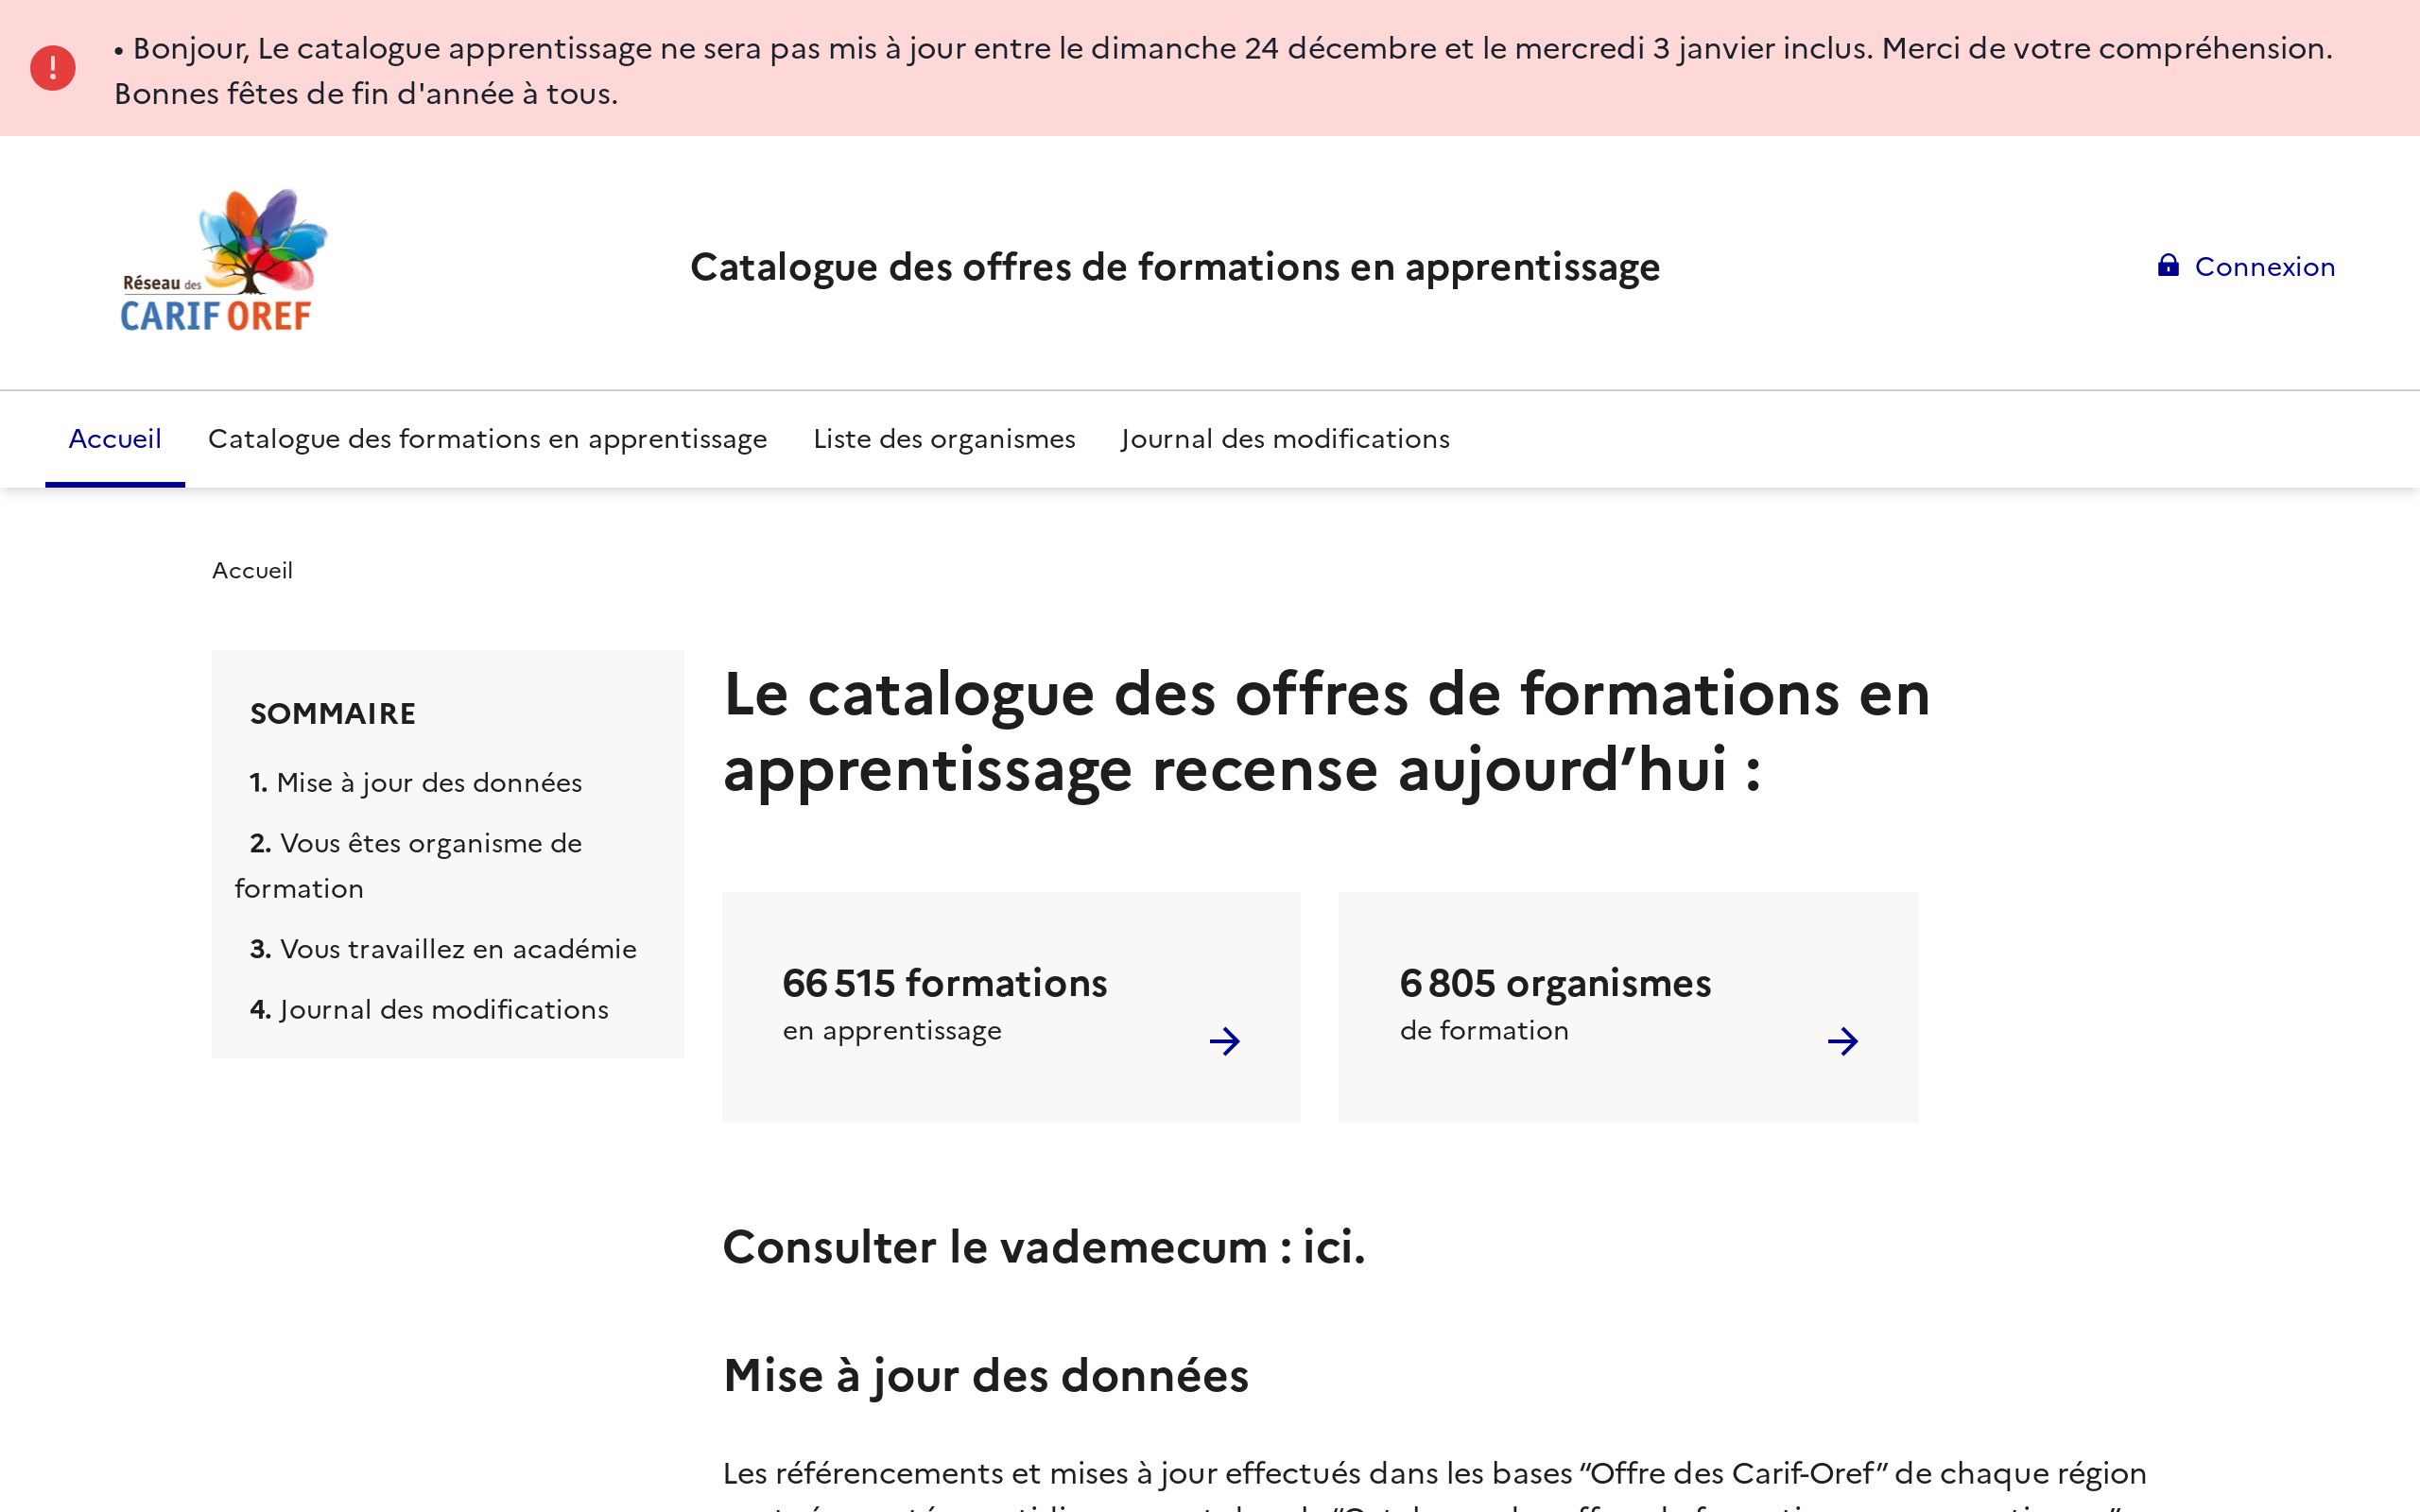 • Bonjour, Le catalogue apprentissage ne sera pas mis à jour entre le dimanche 24 décembre et le mercredi 3 janvier inclus. Merci de votre compréhension.
Bonnes fêtes de fin d'année à tous.
Réseau des
CARIF OREF
Catalogue des offres de formations en apprentissage
Connexion
Accueil
Catalogue des formations en apprentissage
Liste des organismes
Journal des modifications
Accueil
SOMMAIRE
1. Mise à jour des données
2. Vous êtes organisme de
formation
3. Vous travaillez en académie
4. Journal des modifications
Le catalogue des offres de formations en
apprentissage recense aujourd’hui :
66 515 formations
en apprentissage
6 805 organismes
de formation
Consulter le vademecum : ici.
Mise à jour des données
Les référencements et mises à jour effectués dans les bases “Offre des Carif-Oref” de chaque région